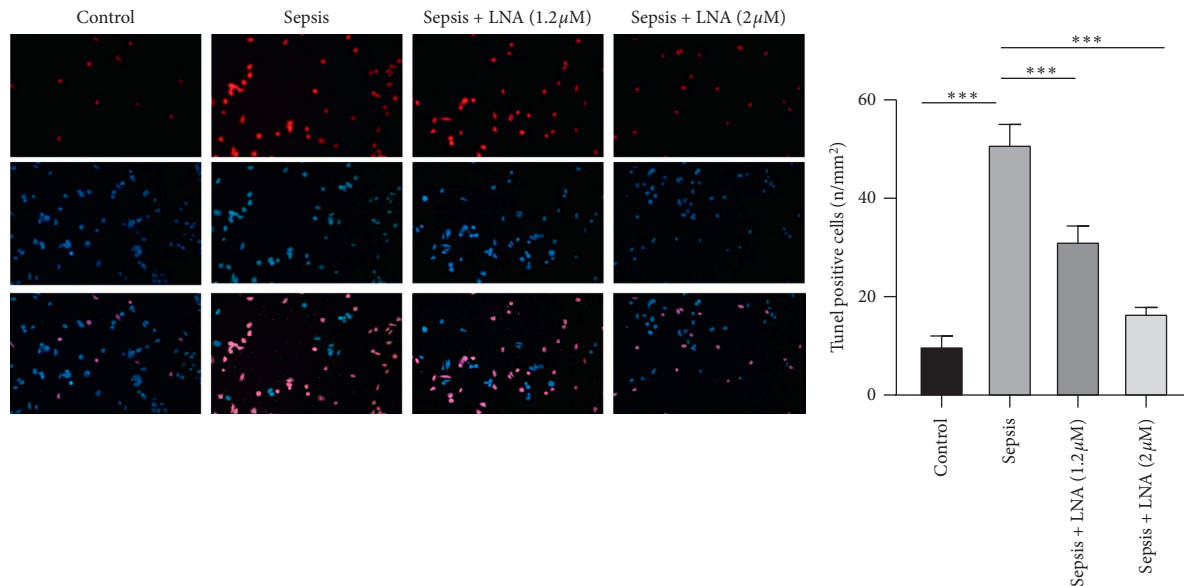 Control
Sepsis
Sepsis + LNA (1.2μM)
Sepsis + LNA (2μM)
***
***
***
Tunel positive cells (n/mm²)
60
40
20
0
Control
Sepsis
Sepsis + LNA (1.2μM)
Sepsis + LNA (2μM)